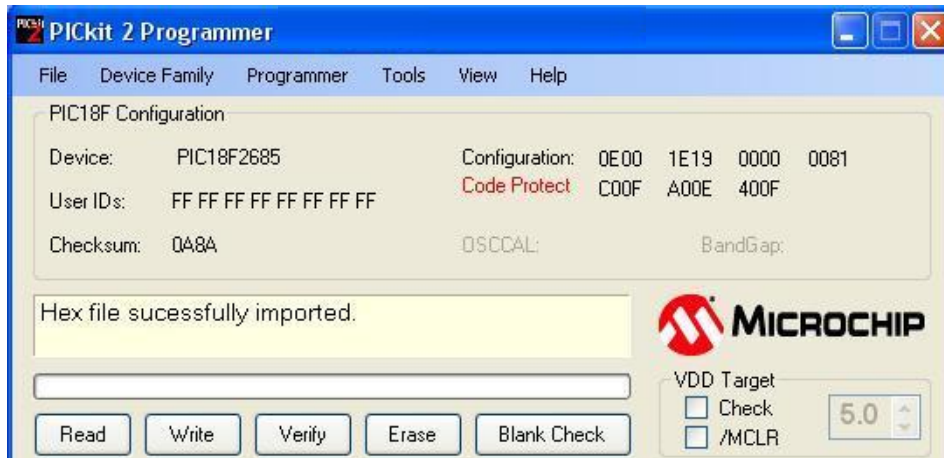 PICkit 2 Programmer
File Device Family Programmer Tools View Help
PIC18F Configuration
Device: PIC18F2685 Configuration: 0E00 1E19 0000 0081
Code Protect C00F A00E 400F
User IDs: FF FF FF FF FF FF FF FF
Checksum: 0A8A OSCCAL: BandGap:
Hex file sucessfully imported.
MICROCHIP
VDD Target
Check
5.0
/MCLR
Read Write Verify Erase Blank Check